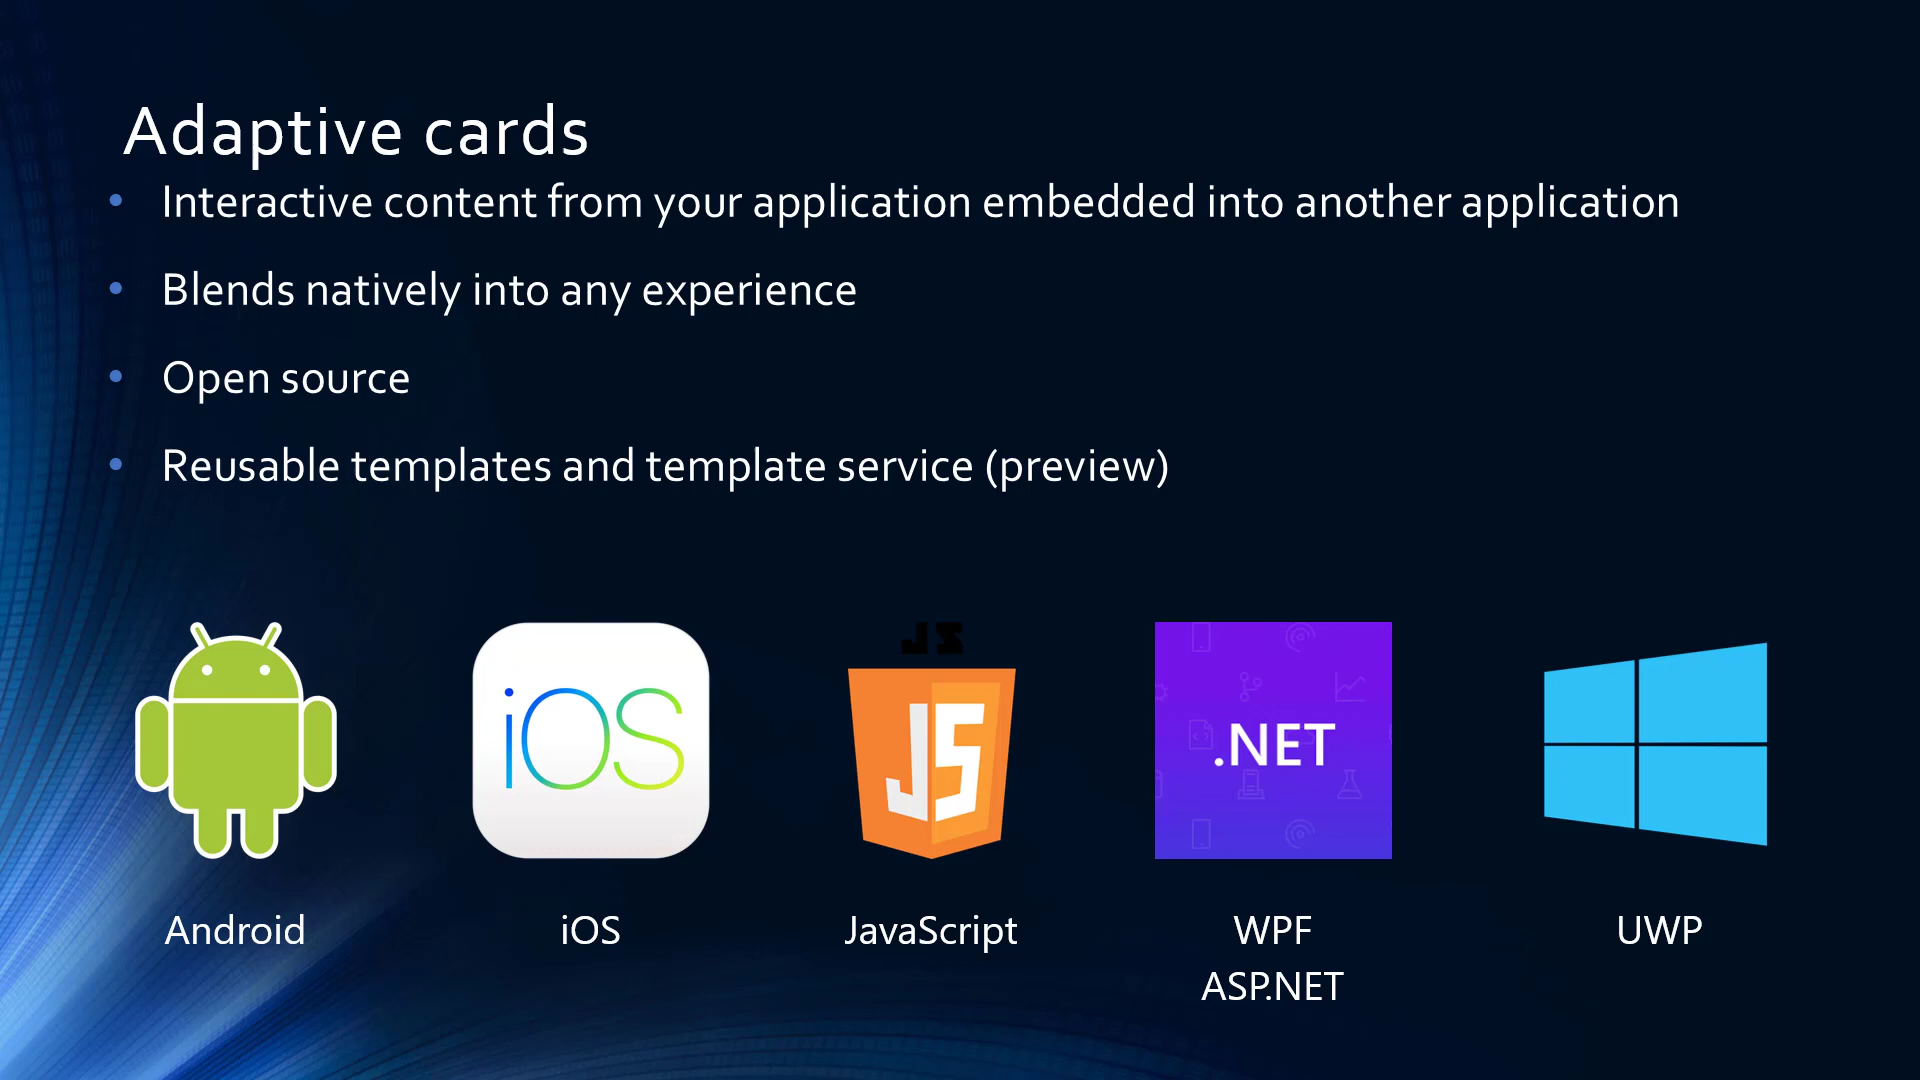 Adaptive cards
• Interactive content from your application embedded into another application
• Blends natively into any experience
• Open source
• Reusable templates and template service (preview)
iOS
JS
JS
.NET
Android
iOS
JavaScript
WPF
ASP.NET
UWP